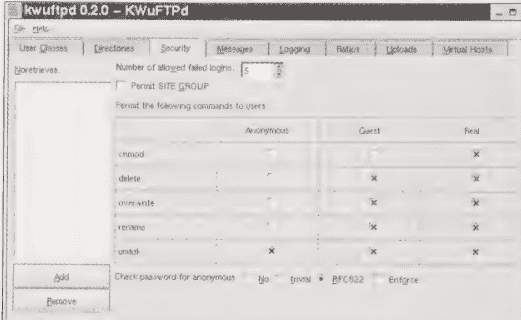 kwuftpd 0.2.0 – KWuFTPd
File Help
User Classes Directories Security Messages Logging Ratios Uploads Virtual Hosts
Noretrieves: Number of allowed failed logins: 5
Permit SITE GROUP
Permit the following commands to users
Anonymous Guest Real
chmod
delete
overwrite
rename
umask
Add
Check password for anonymous No Trivial RFC822 Enforce
Remove